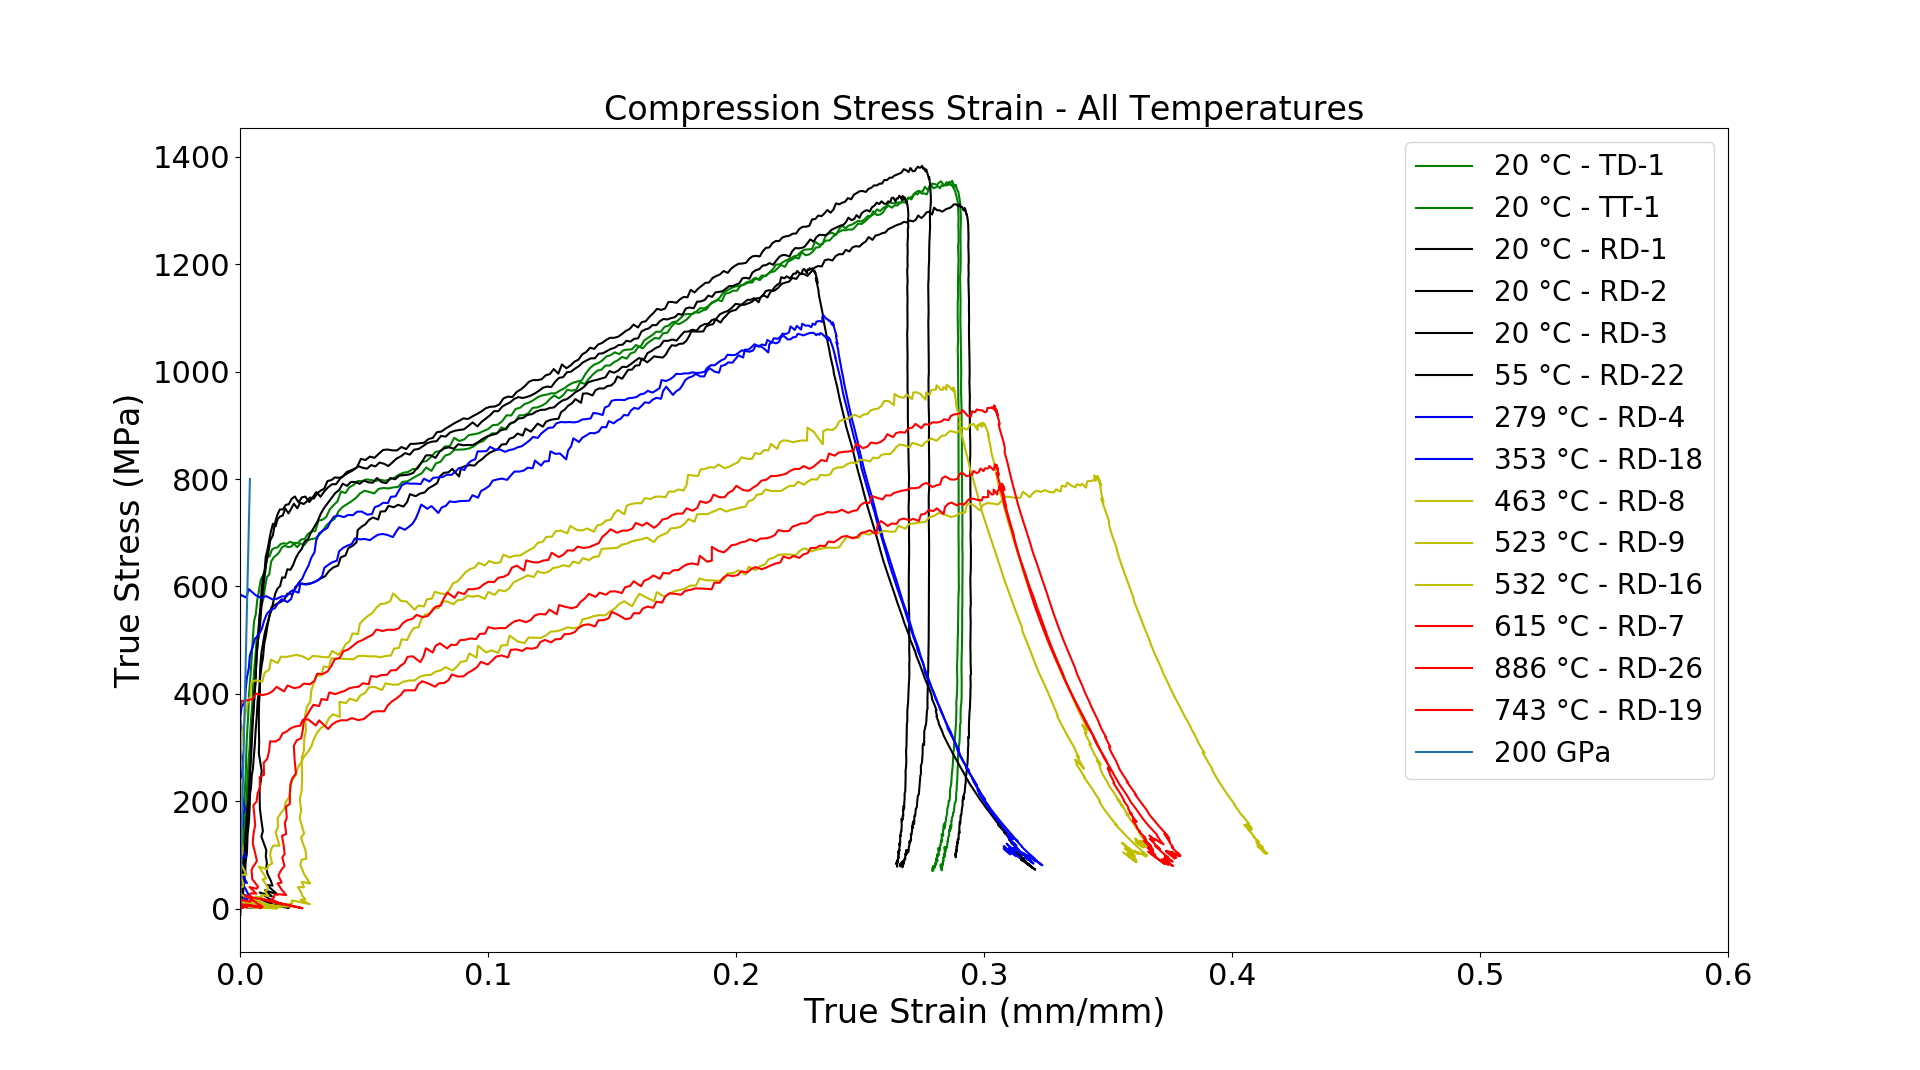 Compression Stress Strain - All Temperatures
1400
1200
1000
800
600
400
200
0
True Stress (MPa)
0.0 0.1 0.2 0.3 0.4 0.5 0.6
True Strain (mm/mm)
20 °C - TD-1
20 °C - TT-1
20 °C - RD-1
20 °C - RD-2
20 °C - RD-3
55 °C - RD-22
279 °C - RD-4
353 °C - RD-18
463 °C - RD-8
523 °C - RD-9
532 °C - RD-16
615 °C - RD-7
886 °C - RD-26
743 °C - RD-19
200 GPa